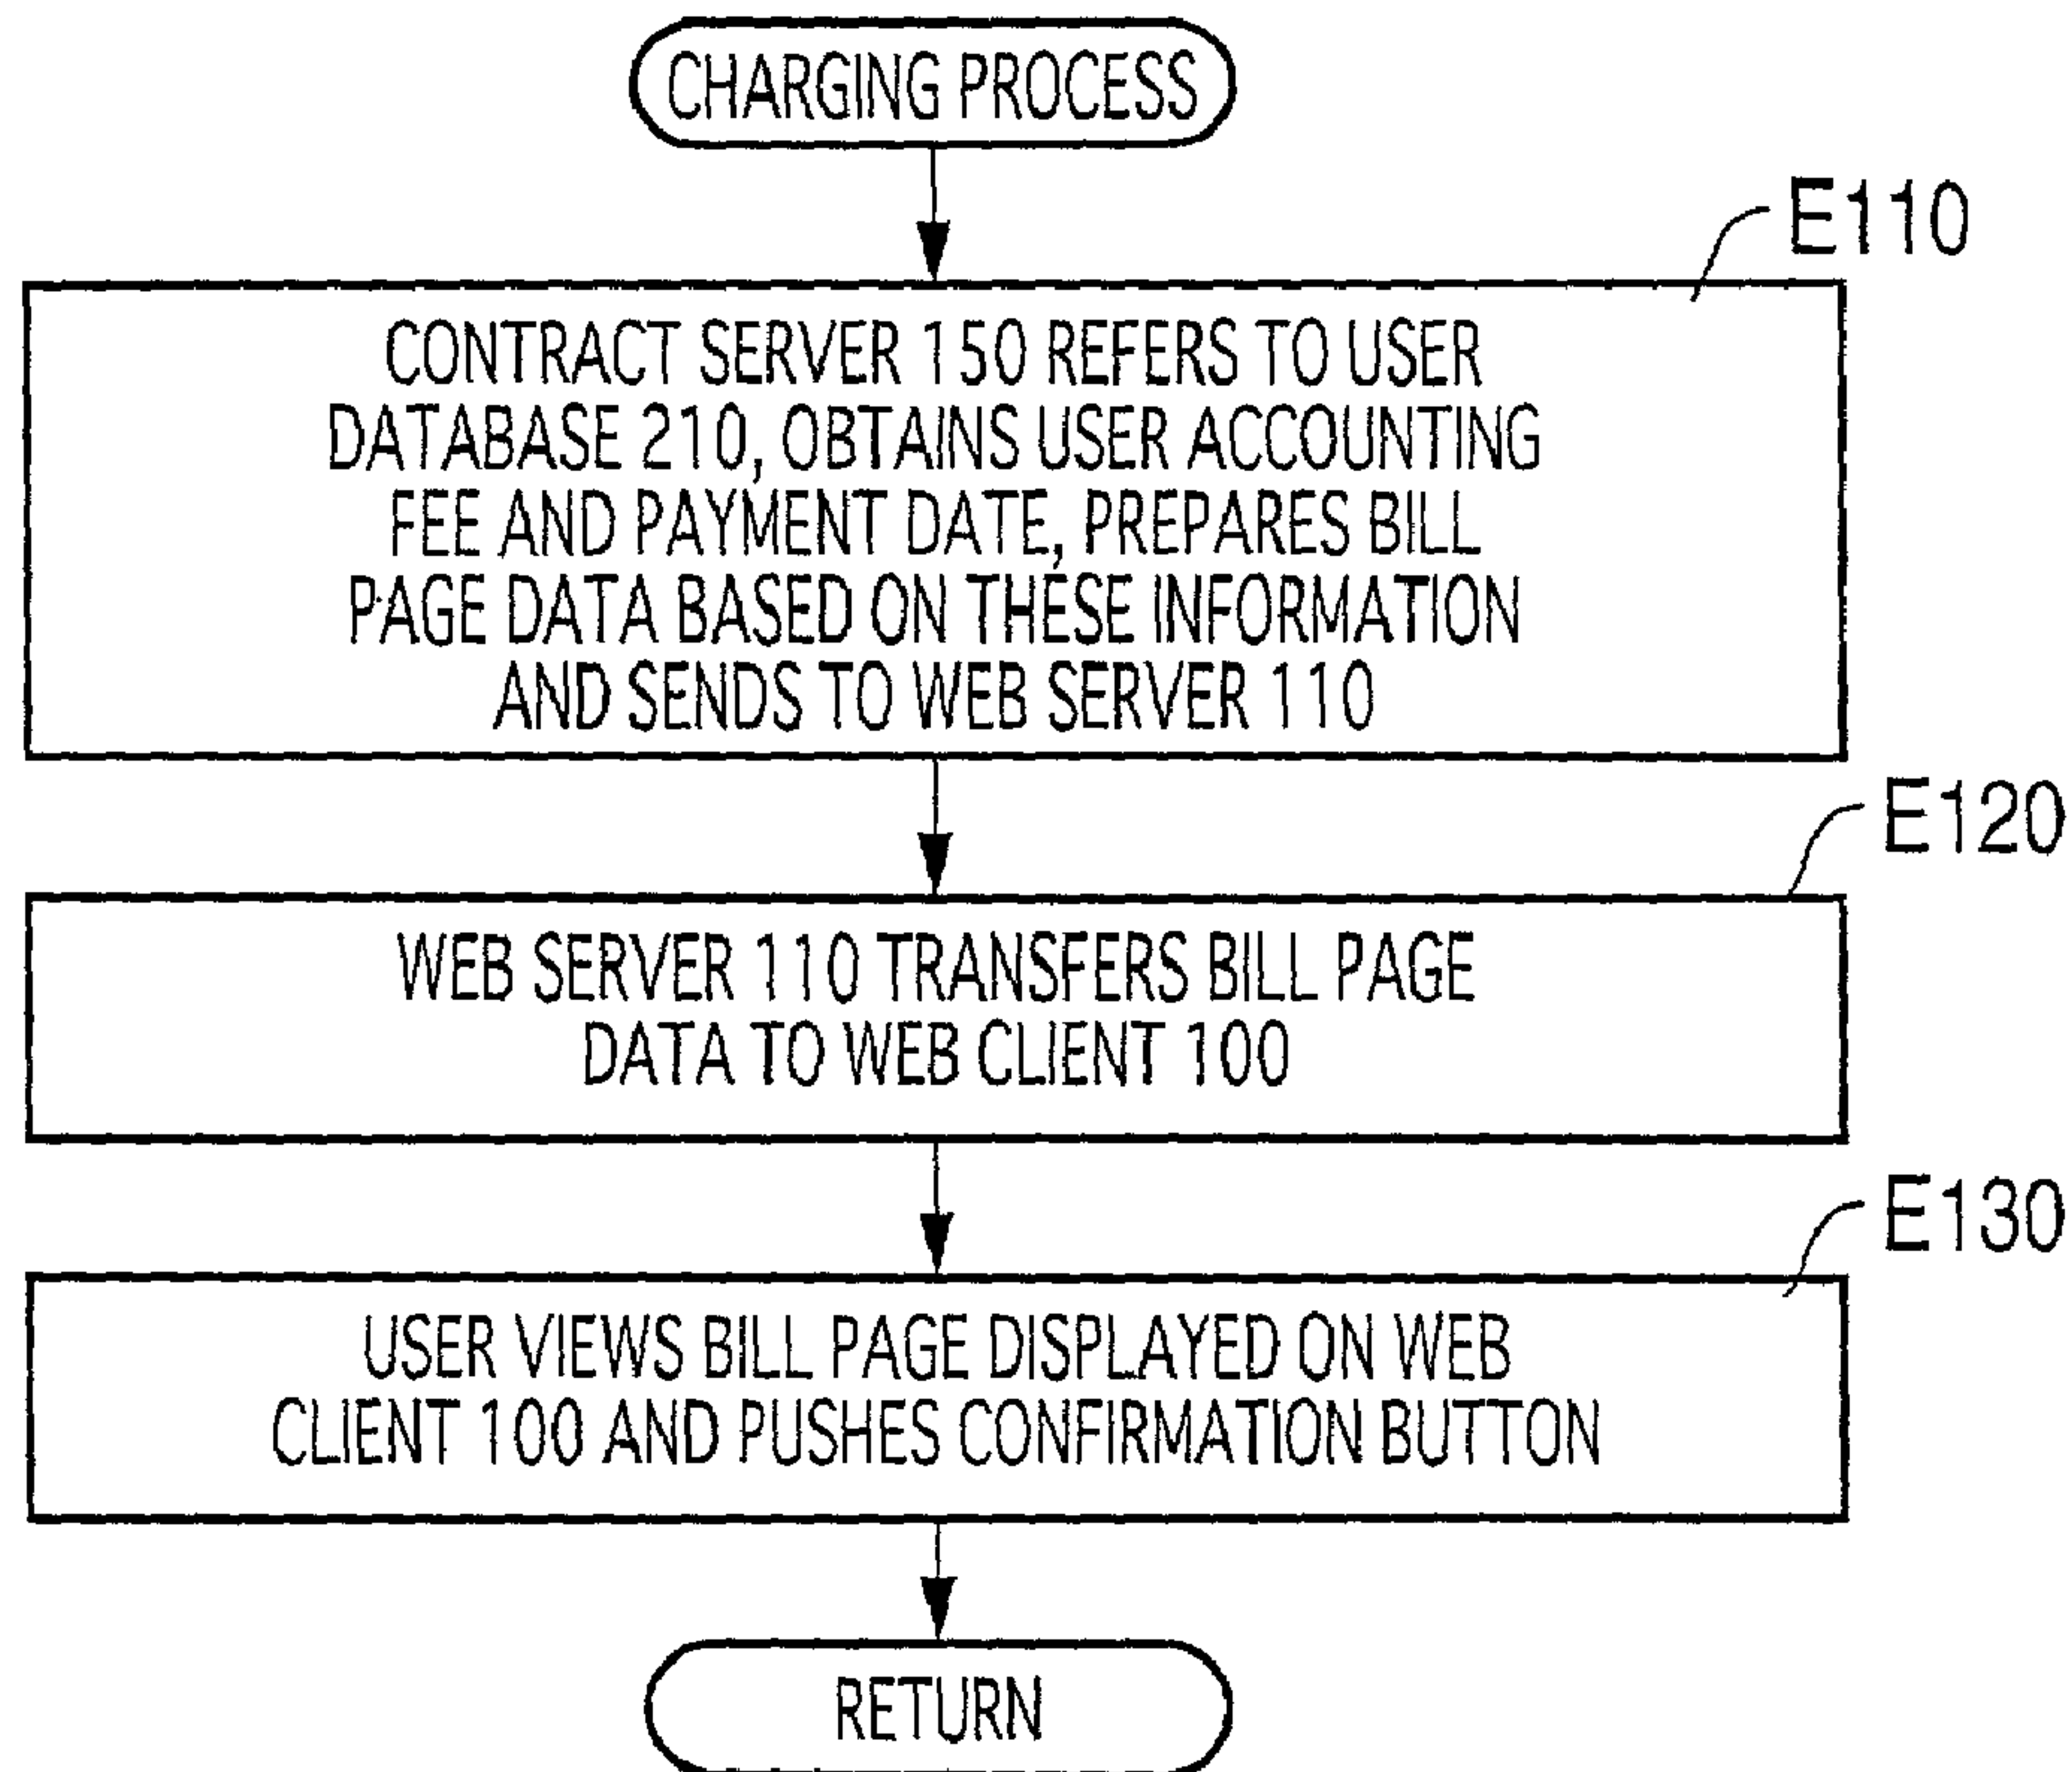 CHARGING PROCESS
E110
CONTRACT SERVER 150 REFERS TO USER
DATABASE 210, OBTAINS USER ACCOUNTING
FEE AND PAYMENT DATE, PREPARES BILL
PAGE DATA BASED ON THESE INFORMATION
AND SENDS TO WEB SERVER 110
E120
WEB SERVER 110 TRANSFERS BILL PAGE
DATA TO WEB CLIENT 100
E130
USER VIEWS BILL PAGE DISPLAYED ON WEB
CLIENT 100 AND PUSHES CONFIRMATION BUTTON
RETURN